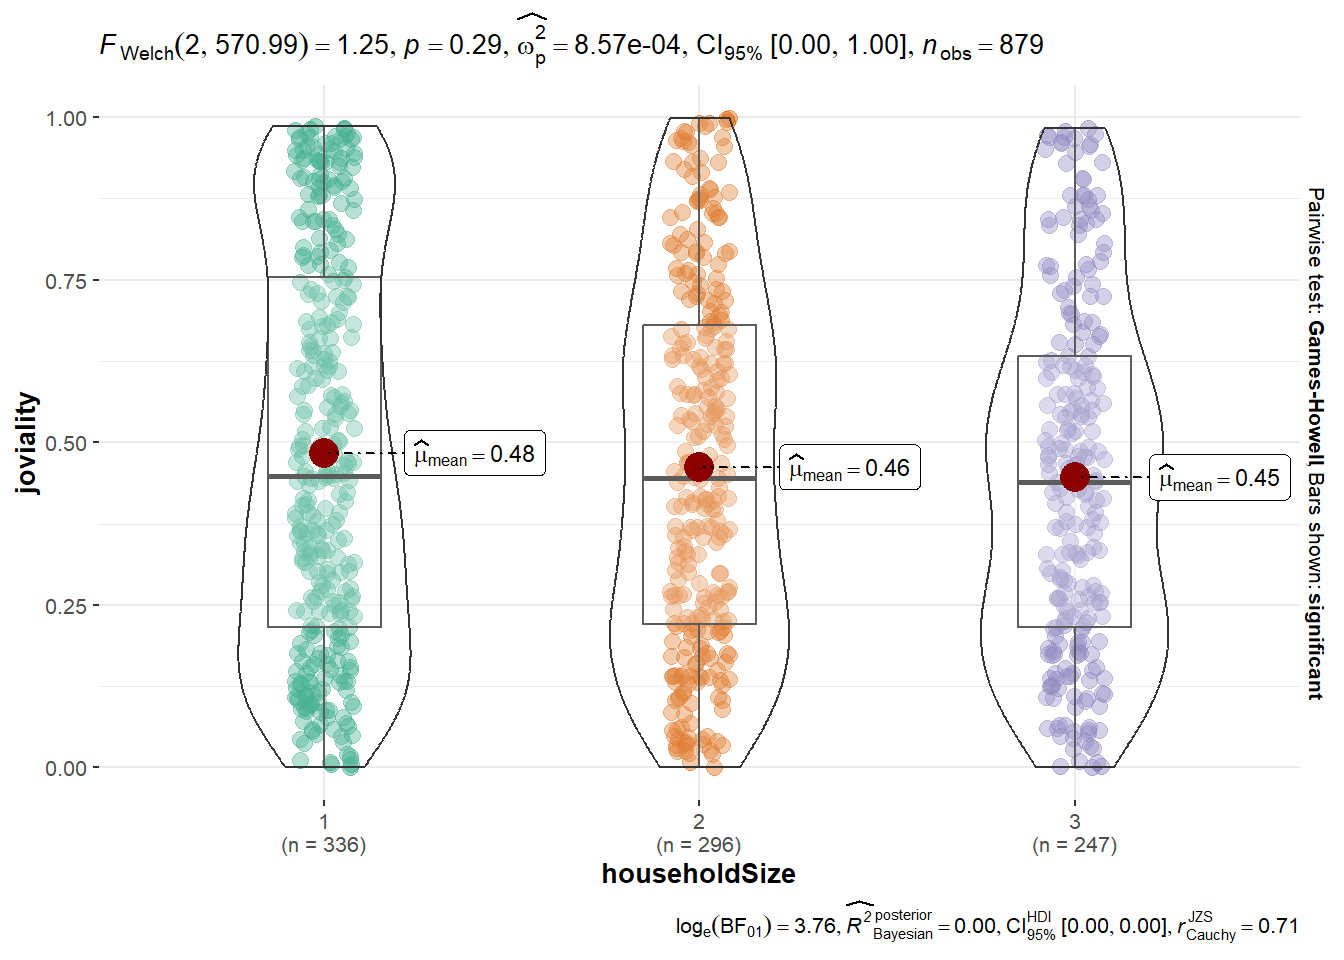 F Welch(2, 570.99) = 1.25, p = 0.29, ω̂²p = 8.57e-04, CI95% [0.00, 1.00], nobs = 879
joviality
1.00
0.75
0.50
0.25
0.00
μ̂mean = 0.48
μ̂mean = 0.46
μ̂mean = 0.45
Pairwise test: Games-Howell, Bars shown: significant
1
(n = 336)
2
(n = 296)
3
(n = 247)
householdSize
loge(BF01) = 3.76, R²̂ posterior Bayesian = 0.00, CI HDI 95% [0.00, 0.00], r JZS Cauchy = 0.71